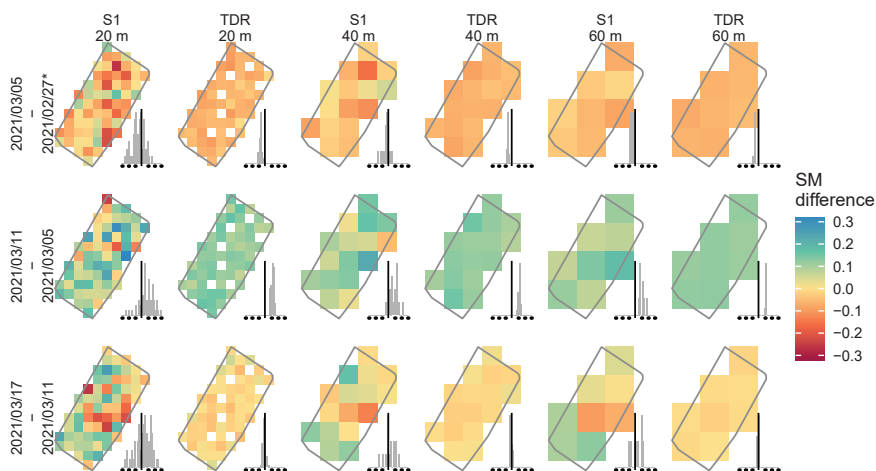 S1
20 m
TDR
20 m
S1
40 m
TDR
40 m
S1
60 m
TDR
60 m
2021/03/05
–
2021/02/27*
2021/03/11
–
2021/03/05
2021/03/17
–
2021/03/11
SM
difference
0.3
0.2
0.1
0.0
−0.1
−0.2
−0.3